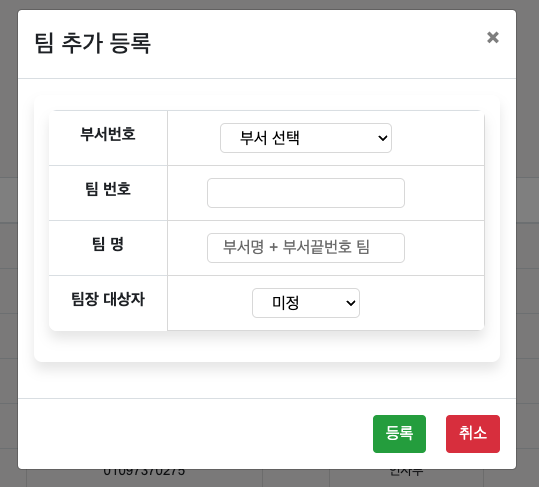 팀 추가 등록
×
부서번호 부서 선택
팀 번호
팀 명 부서명 + 부서끝번호 팀
팀장 대상자 미정
등록 취소
01097370275